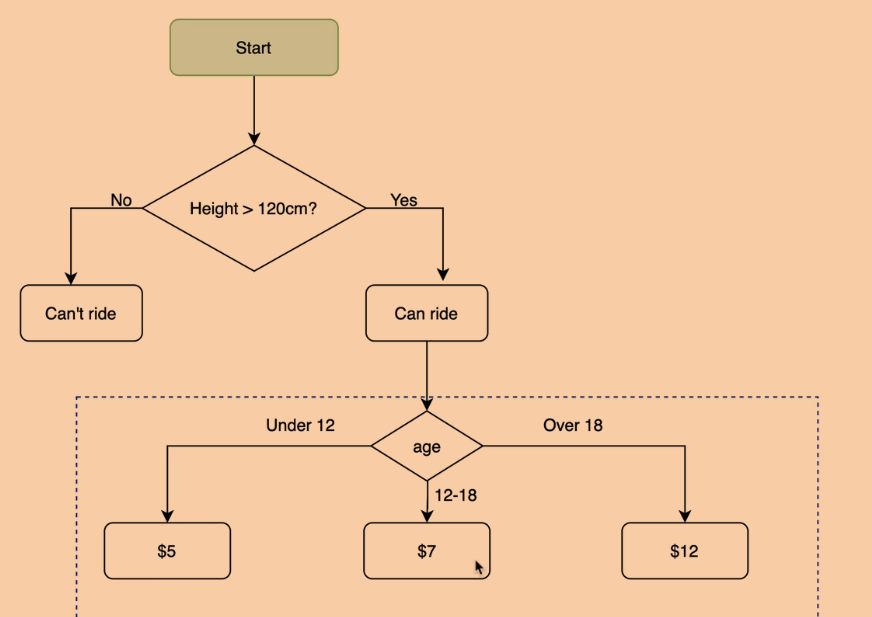 Start
Height > 120cm?
No
Yes
Can't ride
Can ride
age
Under 12
12-18
Over 18
$5
$7
$12